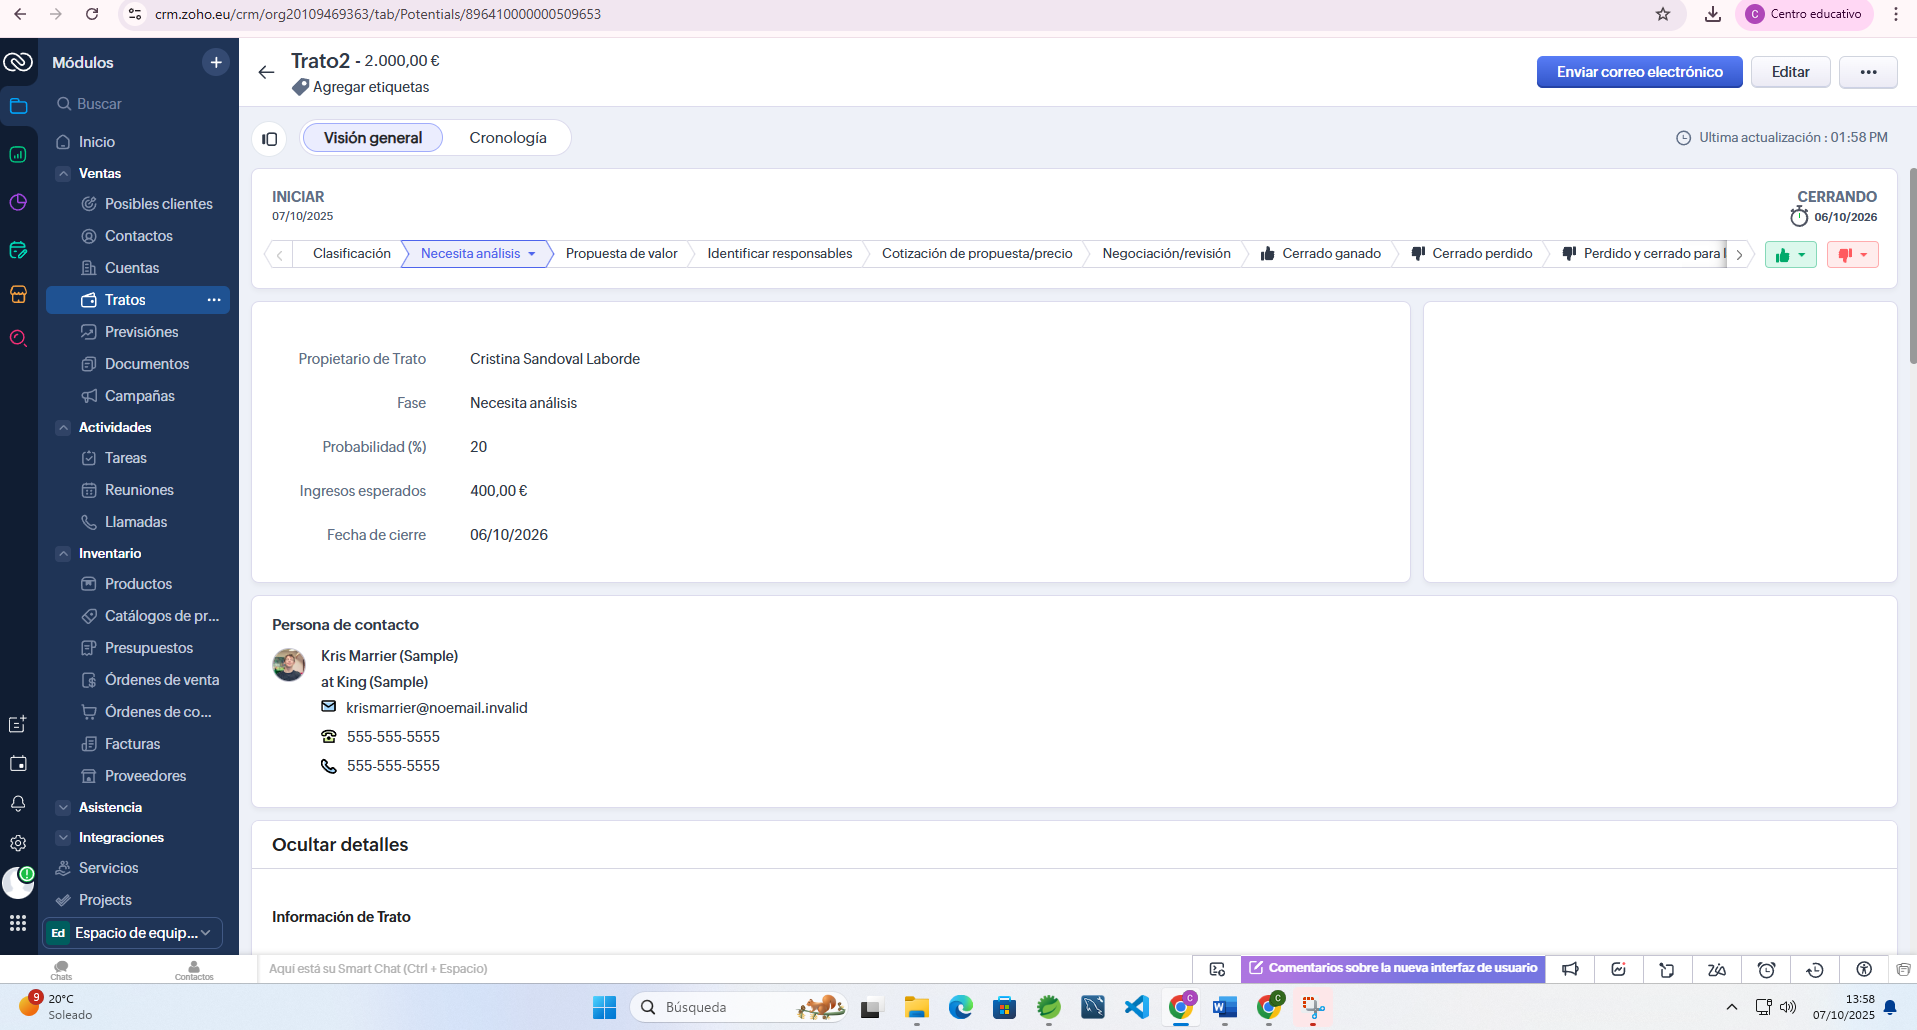 crm.zoho.eu/crm/org20109469363/tab/Potentials/896410000000509653
C Centro educativo
Módulos
Buscar
Inicio
Ventas
Posibles clientes
Contactos
Cuentas
Tratos
Previsiónes
Documentos
Campañas
Actividades
Tareas
Reuniones
Llamadas
Inventario
Productos
Catálogos de pr...
Presupuestos
Órdenes de venta
Órdenes de co...
Facturas
Proveedores
Asistencia
Integraciones
Servicios
Projects
Ed Espacio de equip...
Trato2 - 2.000,00 €
Agregar etiquetas
Enviar correo electrónico
Editar
Visión general
Cronología
Ultima actualización : 01:58 PM
INICIAR
07/10/2025
CERRANDO
06/10/2026
Clasificación
Necesita análisis
Propuesta de valor
Identificar responsables
Cotización de propuesta/precio
Negociación/revisión
Cerrado ganado
Cerrado perdido
Perdido y cerrado para
Propietario de Trato Cristina Sandoval Laborde
Fase Necesita análisis
Probabilidad (%) 20
Ingresos esperados 400,00 €
Fecha de cierre 06/10/2026
Persona de contacto
Kris Marrier (Sample)
at King (Sample)
krismarrier@noemail.invalid
555-555-5555
555-555-5555
Ocultar detalles
Información de Trato
Chats
Contactos
Aquí está su Smart Chat (Ctrl + Espacio)
Comentarios sobre la nueva interfaz de usuario
9
20°C
Soleado
Búsqueda
C
C
13:58
07/10/2025